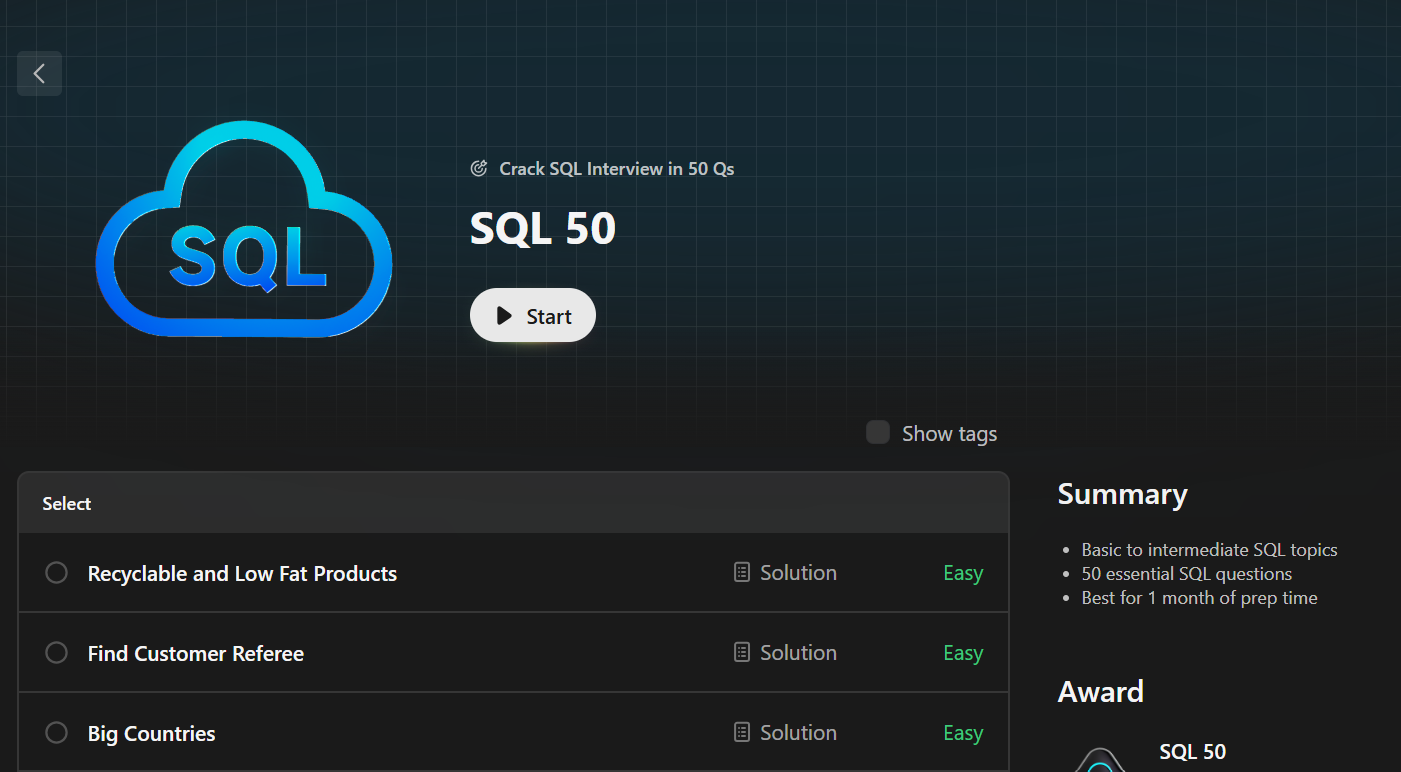 SQL
Crack SQL Interview in 50 Qs
SQL 50
Start
Show tags
Select
Recyclable and Low Fat Products Solution Easy
Find Customer Referee Solution Easy
Big Countries Solution Easy
Summary
Basic to intermediate SQL topics
50 essential SQL questions
Best for 1 month of prep time
Award
SQL 50